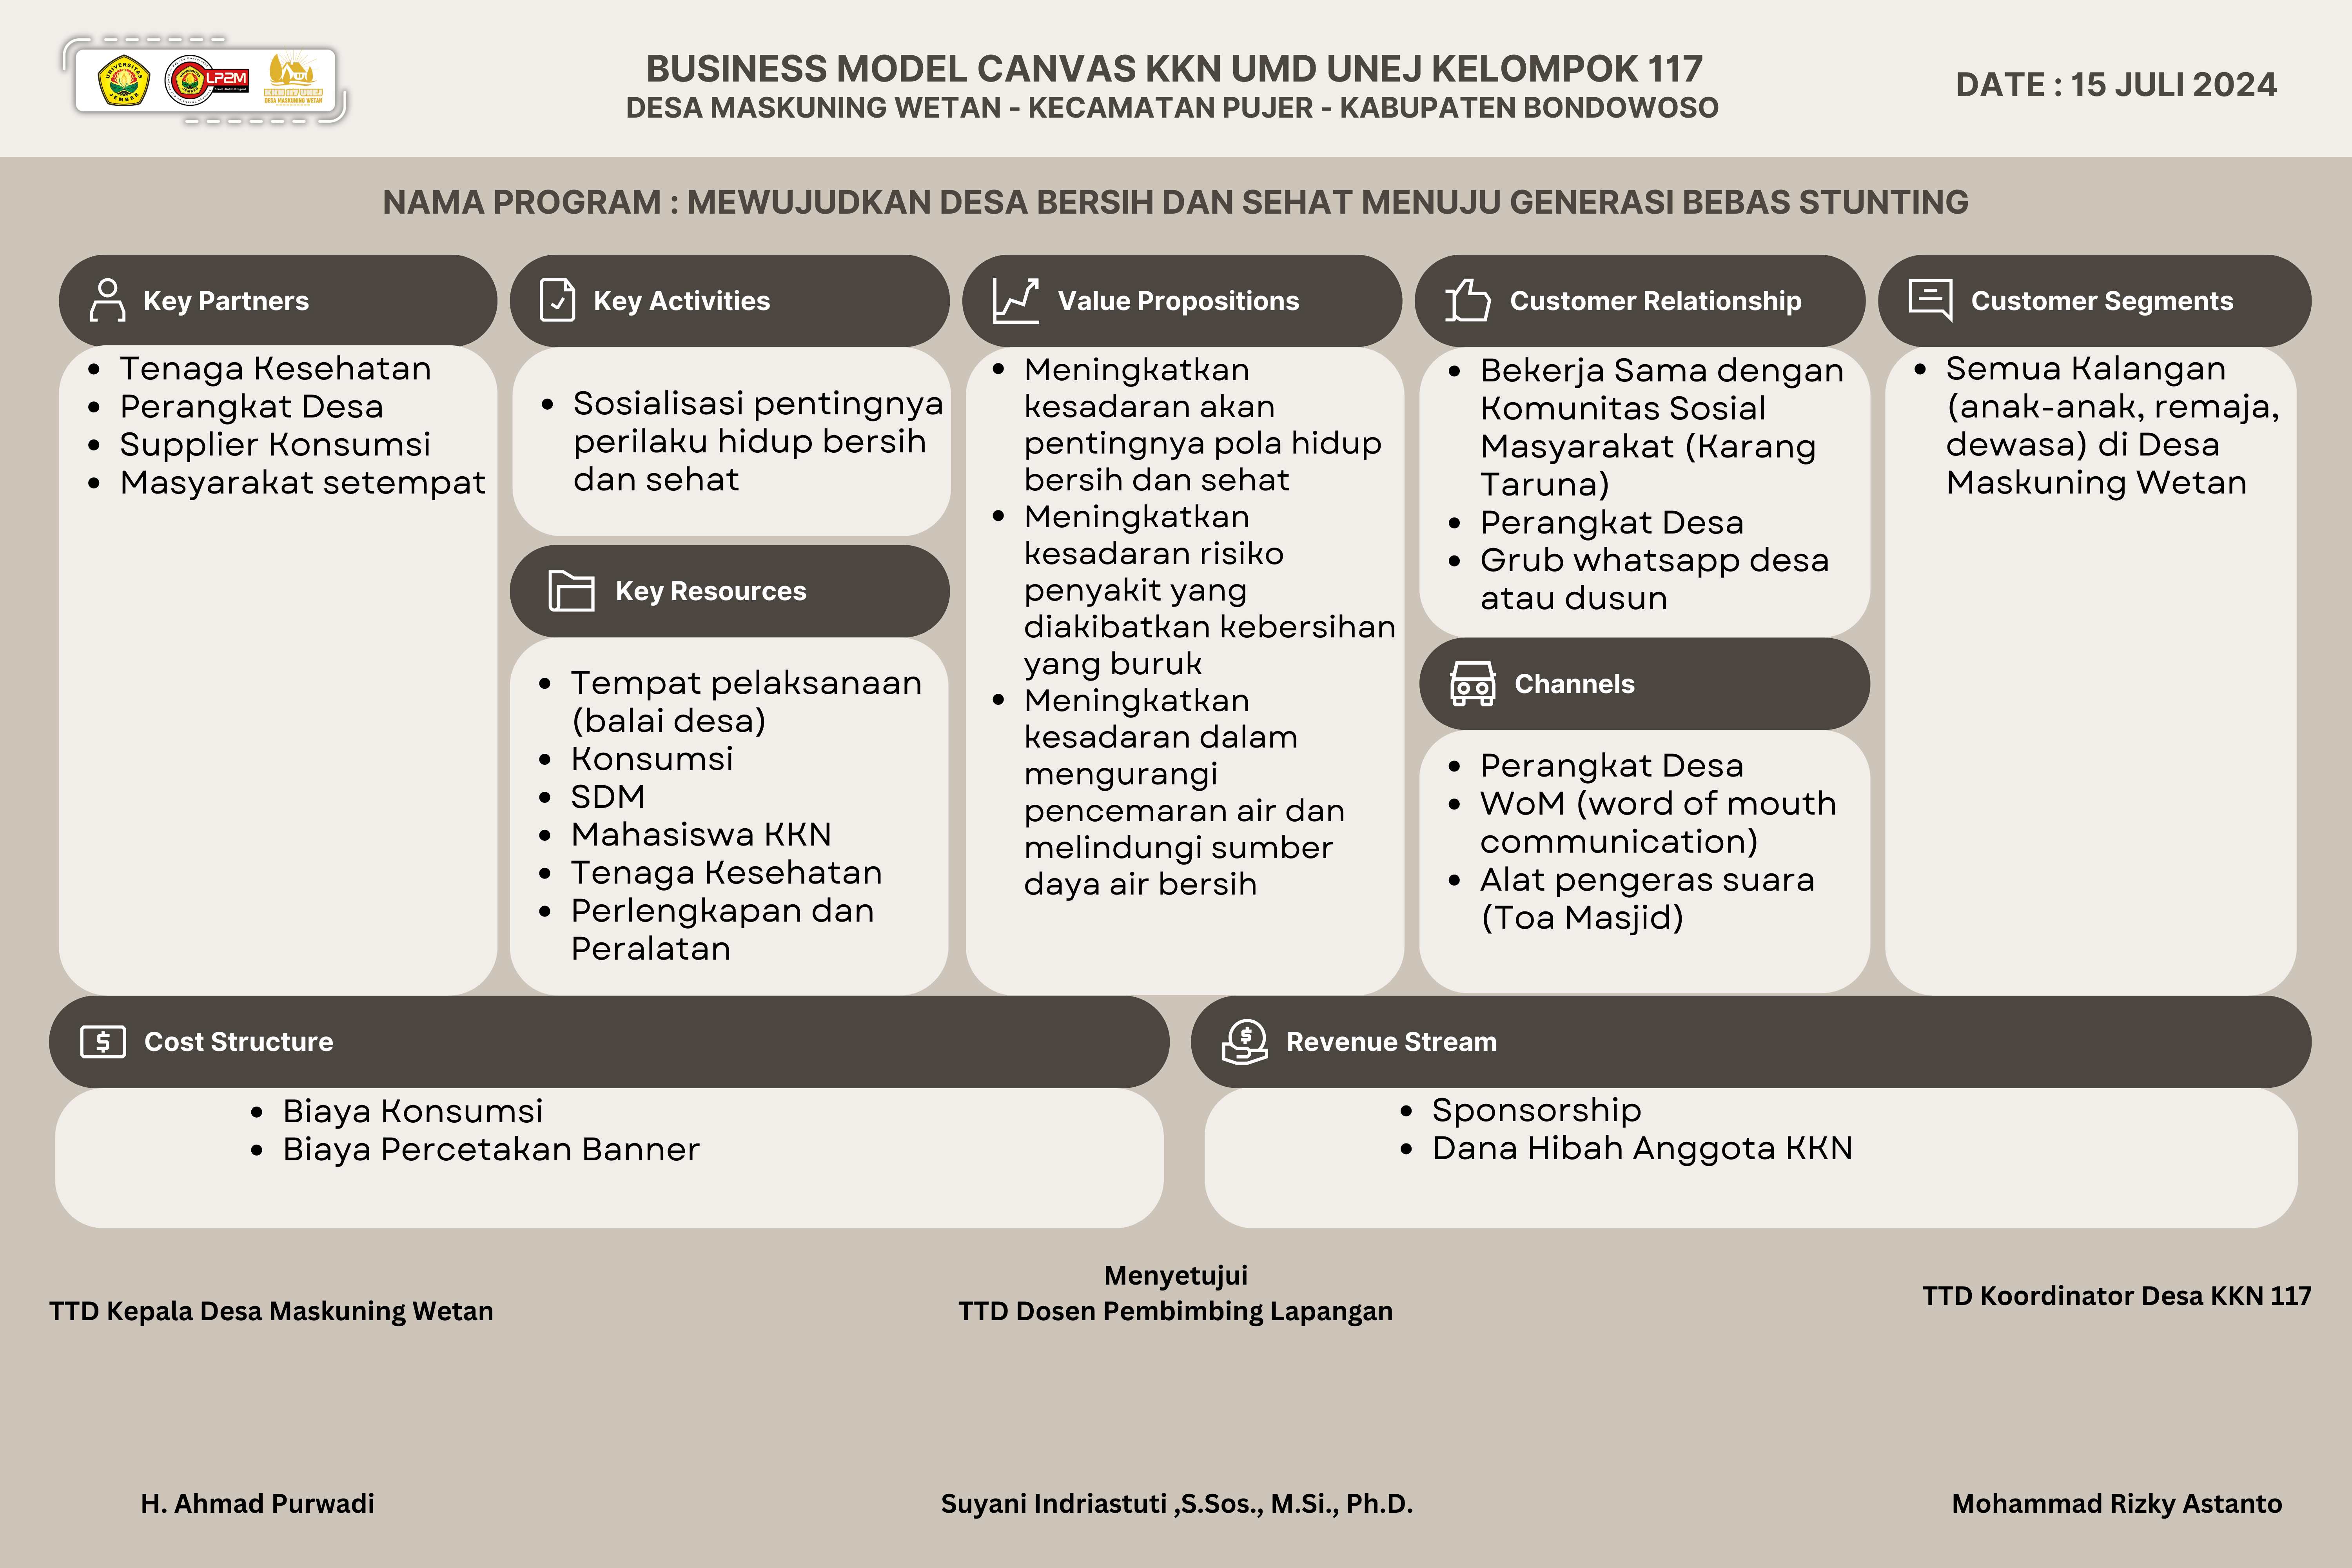 UNIVERSITAS
JEMBER
LP2M
DESA MASKUNING WETAN
BUSINESS MODEL CANVAS KKN UMD UNEJ KELOMPOK 117
DESA MASKUNING WETAN - KECAMATAN PUJER - KABUPATEN BONDOWOSO
DATE : 15 JULI 2024
NAMA PROGRAM : MEWUJUDKAN DESA BERSIH DAN SEHAT MENUJU GENERASI BEBAS STUNTING
Key Partners
• Tenaga Kesehatan
• Perangkat Desa
• Supplier Konsumsi
• Masyarakat setempat
Key Activities
• Sosialisasi pentingnya
perilaku hidup bersih
dan sehat
Key Resources
• Tempat pelaksanaan
(balai desa)
• Konsumsi
• SDM
• Mahasiswa KKN
• Tenaga Kesehatan
• Perlengkapan dan
Peralatan
Value Propositions
• Meningkatkan
kesadaran akan
pentingnya pola hidup
bersih dan sehat
• Meningkatkan
kesadaran risiko
penyakit yang
diakibatkan kebersihan
yang buruk
• Meningkatkan
kesadaran dalam
mengurangi
pencemaran air dan
melindungi sumber
daya air bersih
Customer Relationship
• Bekerja Sama dengan
Komunitas Sosial
Masyarakat (Karang
Taruna)
• Perangkat Desa
• Grub whatsapp desa
atau dusun
Channels
• Perangkat Desa
• WoM (word of mouth
communication)
• Alat pengeras suara
(Toa Masjid)
Customer Segments
• Semua Kalangan
(anak-anak, remaja,
dewasa) di Desa
Maskuning Wetan
Cost Structure
• Biaya Konsumsi
• Biaya Percetakan Banner
Revenue Stream
• Sponsorship
• Dana Hibah Anggota KKN
TTD Kepala Desa Maskuning Wetan
Menyetujui
TTD Dosen Pembimbing Lapangan
TTD Koordinator Desa KKN 117
H. Ahmad Purwadi
Suyani Indriastuti ,S.Sos., M.Si., Ph.D.
Mohammad Rizky Astanto